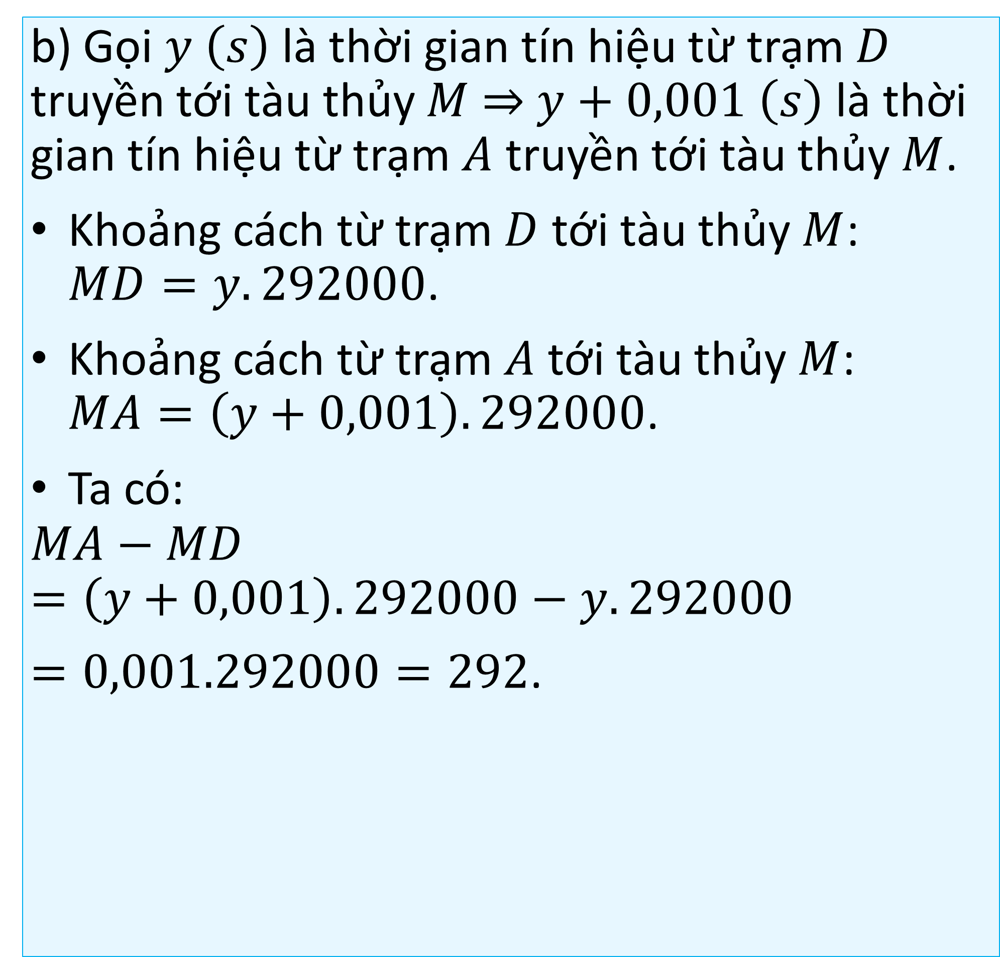 b) Gọi y (s) là thời gian tín hiệu từ trạm D
truyền tới tàu thủy M ⇒ y + 0,001 (s) là thời
gian tín hiệu từ trạm A truyền tới tàu thủy M.
• Khoảng cách từ trạm D tới tàu thủy M:
MD = y. 292000.
• Khoảng cách từ trạm A tới tàu thủy M:
MA = (y + 0,001). 292000.
• Ta có:
MA − MD
= (y + 0,001). 292000 − y. 292000
= 0,001.292000 = 292.